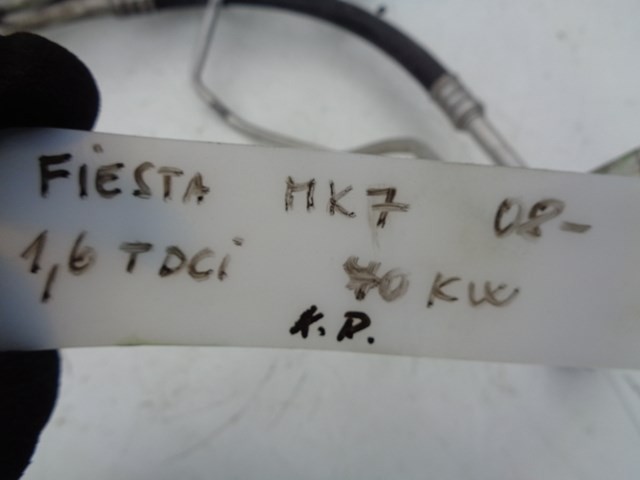 FiESTA MK7 08-
1,6 TDCi 70 KW
K.D.